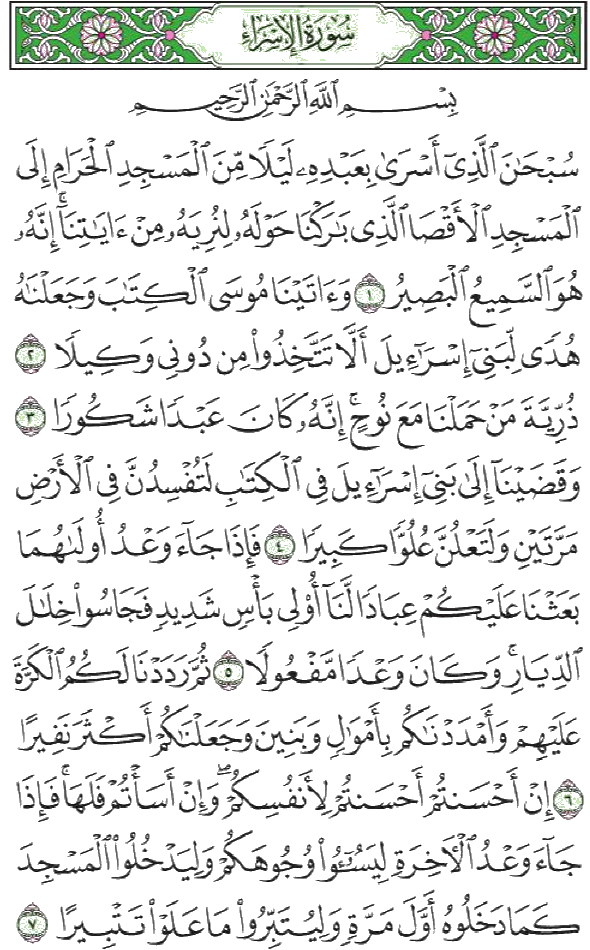 سُورَةُ الإِسْرَاءِ
بِسْمِ ٱللَّهِ ٱلرَّحْمَٰنِ ٱلرَّحِيمِ
سُبْحَٰنَ ٱلَّذِىٓ أَسْرَىٰ بِعَبْدِهِۦ لَيْلًا مِّنَ ٱلْمَسْجِدِ ٱلْحَرَامِ إِلَى
ٱلْمَسْجِدِ ٱلْأَقْصَا ٱلَّذِى بَٰرَكْنَا حَوْلَهُۥ لِنُرِيَهُۥ مِنْ ءَايَٰتِنَآ ۚ إِنَّهُۥ
هُوَ ٱلسَّمِيعُ ٱلْبَصِيرُ ١ وَءَاتَيْنَا مُوسَى ٱلْكِتَٰبَ وَجَعَلْنَٰهُ
هُدًى لِّبَنِىٓ إِسْرَٰٓءِيلَ أَلَّا تَتَّخِذُوا۟ مِن دُونِى وَكِيلًا ٢
ذُرِّيَّةَ مَنْ حَمَلْنَا مَعَ نُوحٍ ۚ إِنَّهُۥ كَانَ عَبْدًا شَكُورًا ٣
وَقَضَيْنَآ إِلَىٰ بَنِىٓ إِسْرَٰٓءِيلَ فِى ٱلْكِتَٰبِ لَتُفْسِدُنَّ فِى ٱلْأَرْضِ
مَرَّتَيْنِ وَلَتَعْلُنَّ عُلُوًّا كَبِيرًا ٤ فَإِذَا جَآءَ وَعْدُ أُولَىٰهُمَا
بَعَثْنَا عَلَيْكُمْ عِبَادًا لَّنَآ أُو۟لِى بَأْسٍ شَدِيدٍ فَجَاسُوا۟ خِلَٰلَ
ٱلدِّيَارِ ۚ وَكَانَ وَعْدًا مَّفْعُولًا ٥ ثُمَّ رَدَدْنَا لَكُمُ ٱلْكَرَّةَ
عَلَيْهِمْ وَأَمْدَدْنَٰكُم بِأَمْوَٰلٍ وَبَنِينَ وَجَعَلْنَٰكُمْ أَكْثَرَ نَفِيرًا
٦ إِنْ أَحْسَنتُمْ أَحْسَنتُمْ لِأَنفُسِكُمْ ۖ وَإِنْ أَسَأْتُمْ فَلَهَا ۚ فَإِذَا
جَآءَ وَعْدُ ٱلْءَاخِرَةِ لِيَسُۥٓـُٔوا۟ وُجُوهَكُمْ وَلِيَدْخُلُوا۟ ٱلْمَسْجِدَ
كَمَا دَخَلُوهُ أَوَّلَ مَرَّةٍ وَلِيُتَبِّرُوا۟ مَا عَلَوْا۟ تَتْبِيرًا ٧